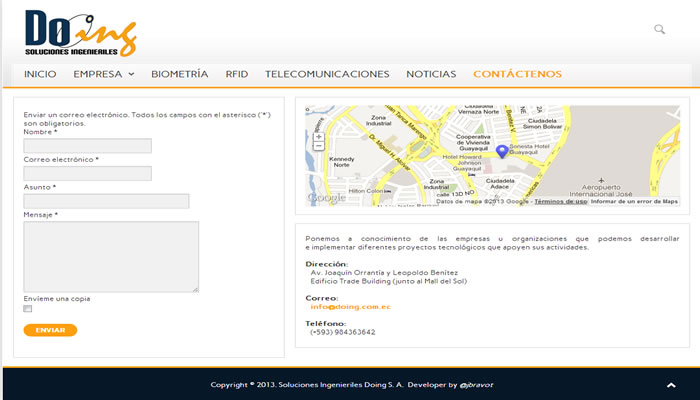 Doing
SOLUCIONES INGENIERILES
INICIO EMPRESA BIOMETRÍA RFID TELECOMUNICACIONES NOTICIAS CONTÁCTENOS
Enviar un correo electrónico. Todos los campos con el asterisco ('*')
son obligatorios.
Nombre *
Correo electrónico *
Asunto *
Mensaje *
Envíeme una copia
ENVIAR
Ciudadela
Vernaza Norte
Ciudadela
Simon Bolivar
Zona
Industrial
Cooperativa
de Vivienda
Guayaquil
Sonesta Hotel
Guayaquil
Kennedy
Norte
Hotel Howard
Johnson
Guayaquil
Zona
Industrial
Ciudadela
Adace
Hilton Colon
Calle 13D NO
Aeropuerto
Internacional José
Google
Datos de mapa ©2013 Google - Términos de uso Informar de un error de Maps
Ponemos a conocimiento de las empresas u organizaciones que podemos desarrollar
e implementar diferentes proyectos tecnológicos que apoyen sus actividades.
Dirección:
Av. Joaquín Orrantía y Leopoldo Benítez
Edificio Trade Building (junto al Mall del Sol)
Correo:
info@doing.com.ec
Teléfono:
(+593) 984363642
Copyright © 2013. Soluciones Ingenieriles Doing S. A. Developer by @jbravot